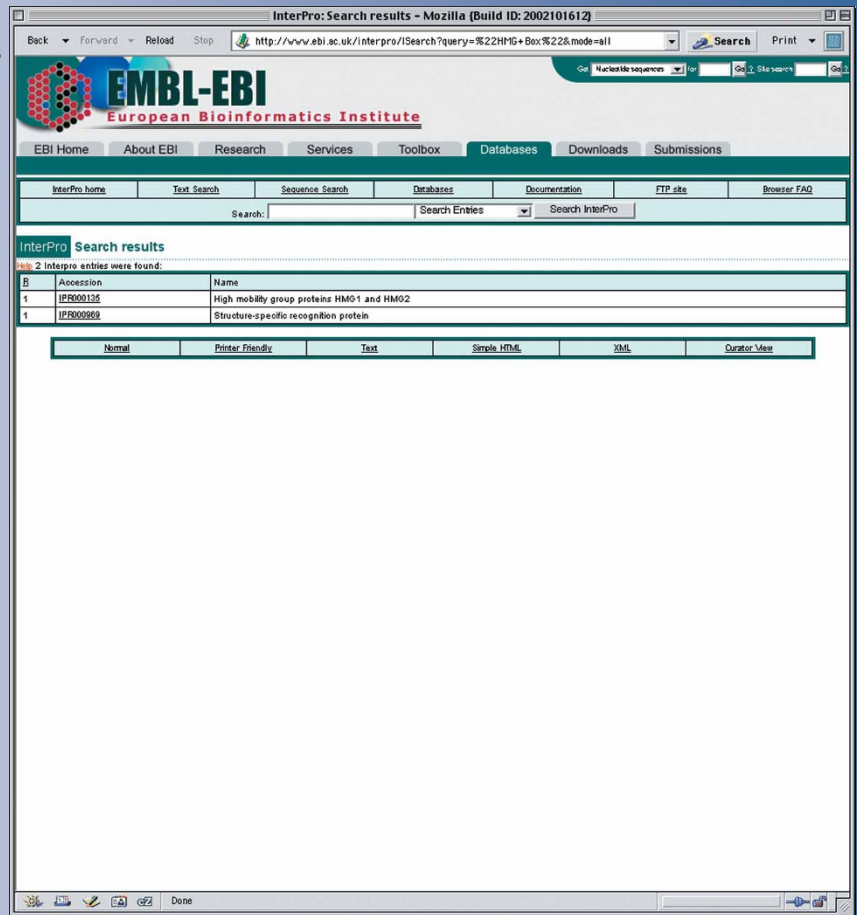 InterPro: Search results - Mozilla {Build ID: 2002101612}
Back Forward Reload Stop http://www.ebi.ac.uk/interpro/ISearch?query=%22HMG+Box%22&mode=all Search Print
Get Nucleotide sequences for Go ? Site search Go ?
EMBL-EBI
European Bioinformatics Institute
EBI Home About EBI Research Services Toolbox Databases Downloads Submissions
InterPro home Text Search Sequence Search Databases Documentation FTP site Browser FAQ
Search: Search Entries Search InterPro
InterPro Search results
Help 2 Interpro entries were found:
R Accession Name
1 IPR000135 High mobility group proteins HMG1 and HMG2
1 IPR000969 Structure-specific recognition protein
Normal Printer Friendly Text Simple HTML XML Curator View
Done